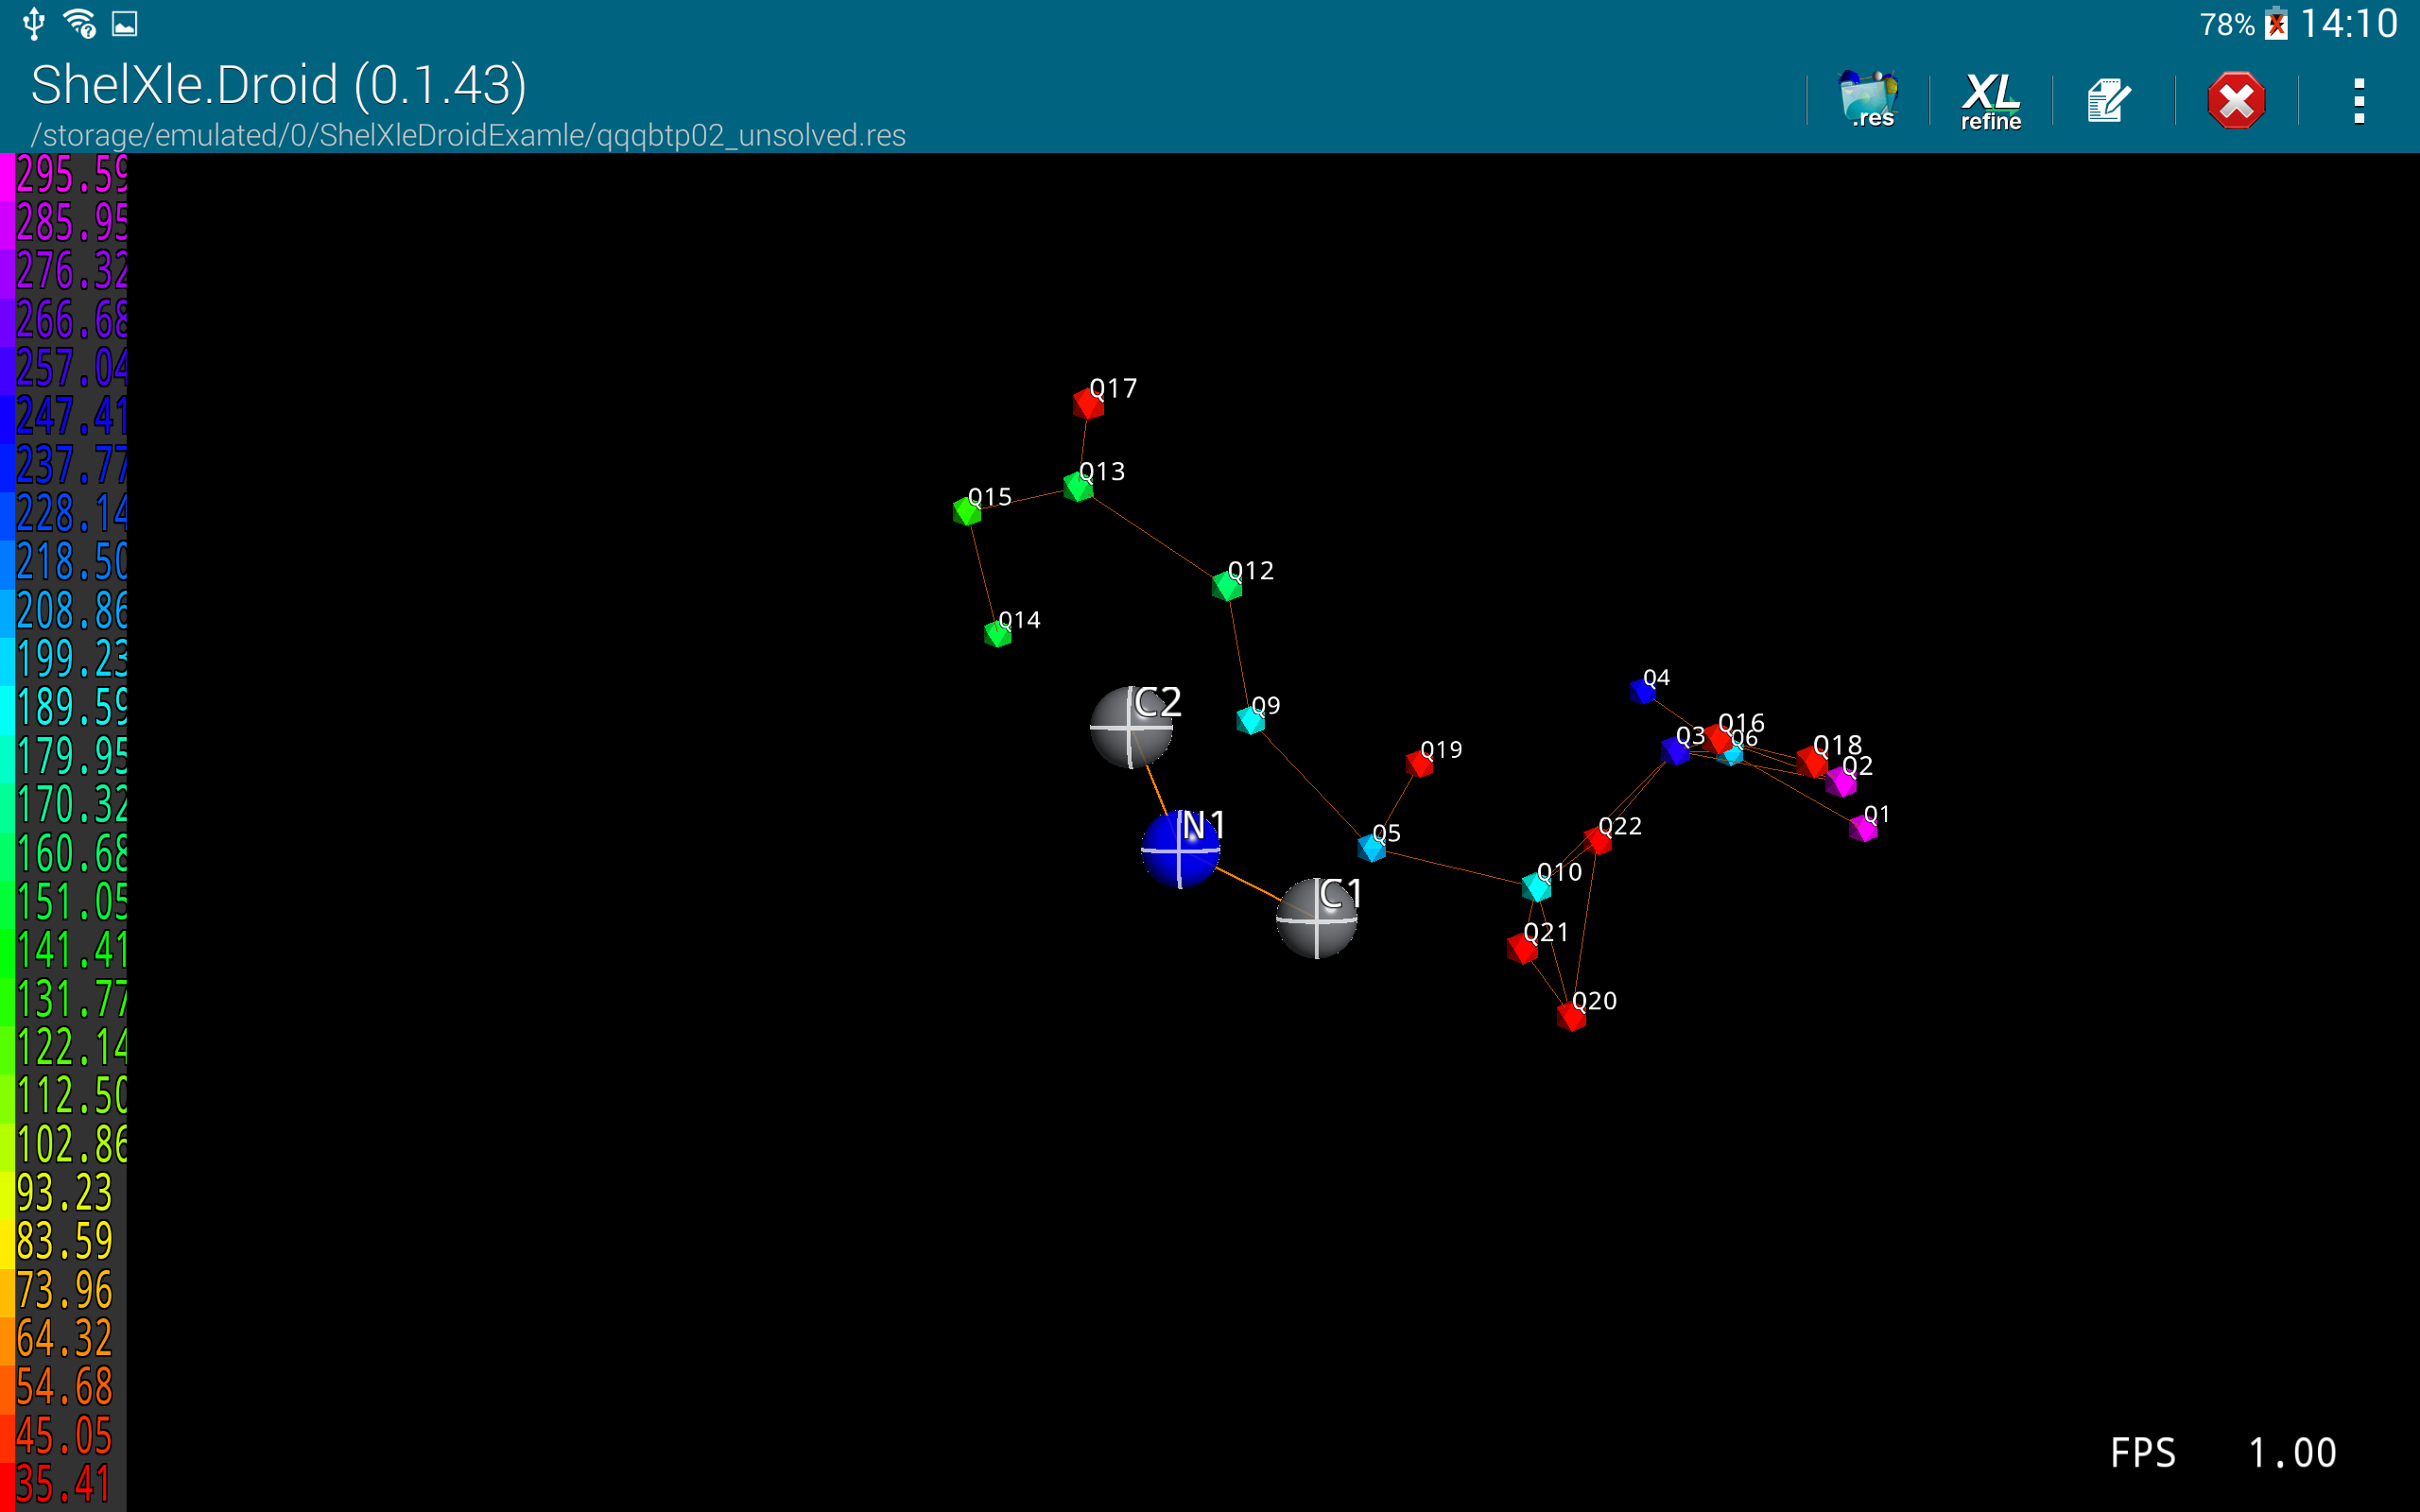 78% 14:10
ShelXle.Droid (0.1.43)
/storage/emulated/0/ShelXleDroidExamle/qqqbtp02_unsolved.res
.res
XL
refine
295.59
285.95
276.32
266.68
257.04
247.41
237.77
228.14
218.50
208.86
199.23
189.59
179.95
170.32
160.68
151.05
141.41
131.77
122.14
112.50
102.86
93.23
83.59
73.96
64.32
54.68
45.05
35.41
Q17
Q13
Q15
Q12
Q14
Q4
C2
Q9
Q16
Q3
Q6
Q18
Q19
Q2
Q1
N1
Q22
Q5
Q10
C1
Q21
Q20
FPS 1.00